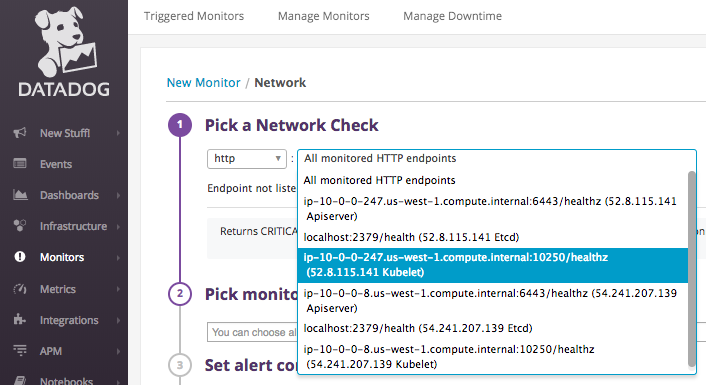 Triggered Monitors
Manage Monitors
Manage Downtime
DATADOG
New Stuff!
Events
Dashboards
Infrastructure
Monitors
Metrics
Integrations
APM
Notebooks
New Monitor / Network
1
Pick a Network Check
http
:
All monitored HTTP endpoints
Endpoint not liste
All monitored HTTP endpoints
ip-10-0-0-247.us-west-1.compute.internal:6443/healthz (52.8.115.141
Apiserver)
localhost:2379/health (52.8.115.141 Etcd)
ip-10-0-0-247.us-west-1.compute.internal:10250/healthz
(52.8.115.141 Kubelet)
ip-10-0-0-8.us-west-1.compute.internal:6443/healthz (54.241.207.139
Apiserver)
localhost:2379/health (54.241.207.139 Etcd)
ip-10-0-0-8.us-west-1.compute.internal:10250/healthz
(54.241.207.139 Kubelet)
Returns CRITICA
on
2
Pick monito
You can choose al
3
Set alert con